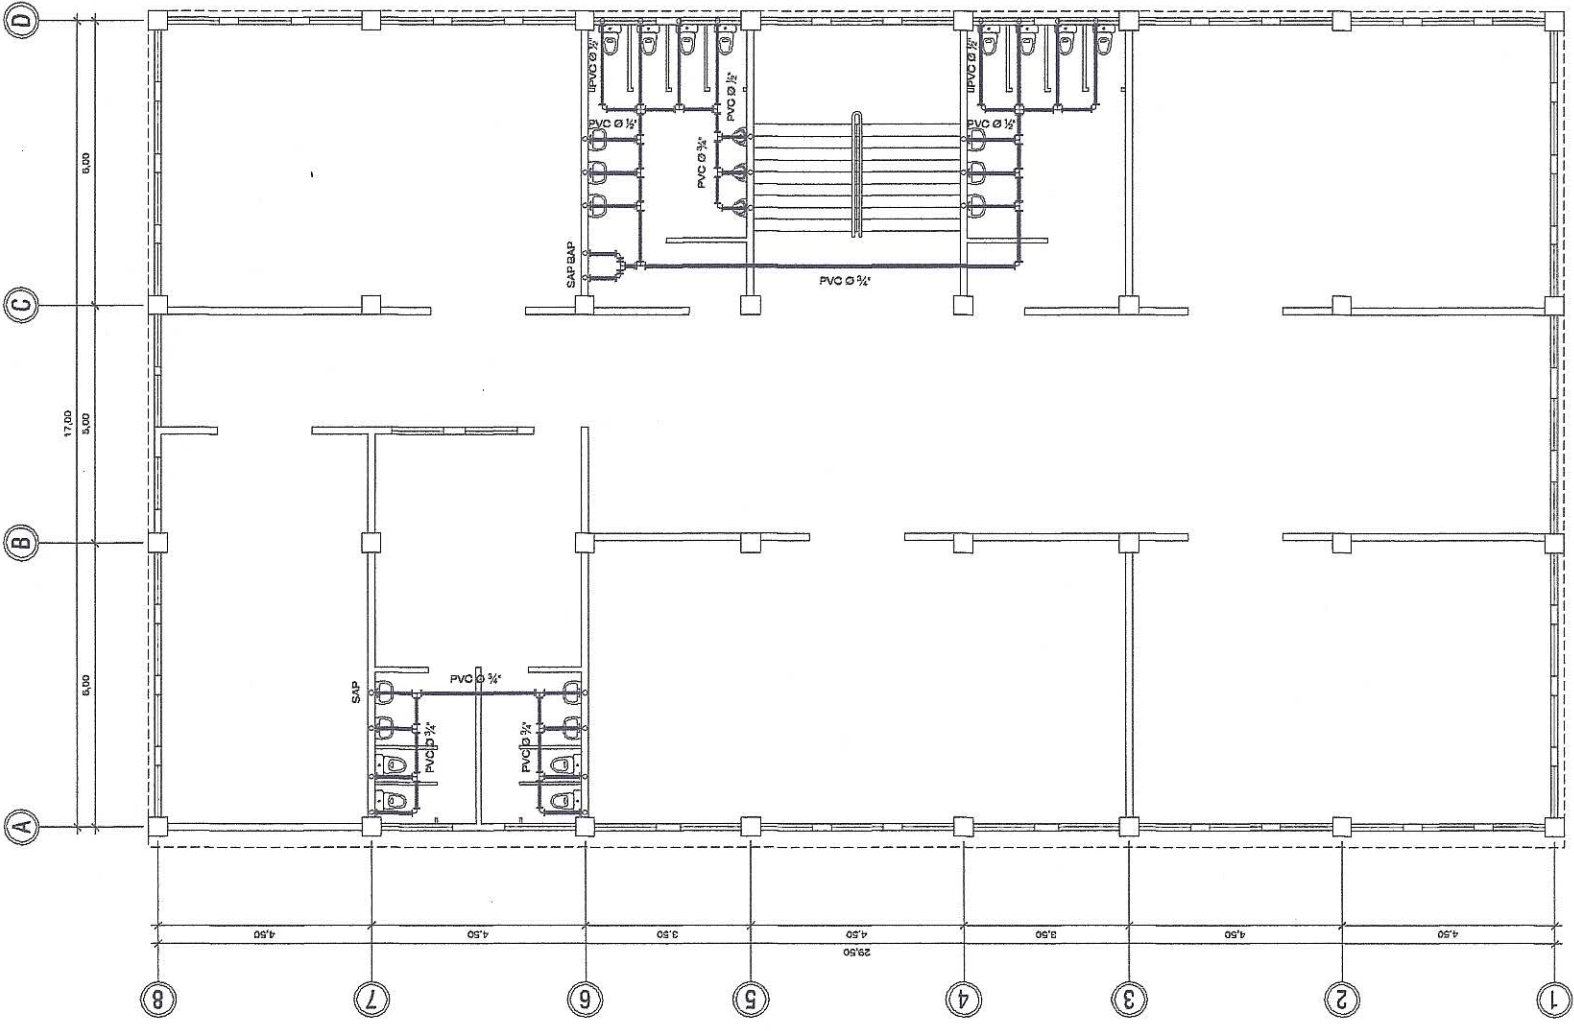 D
PVC Ø ½"
PVC Ø ½"
PVC Ø ½"
PVC Ø ½"
PVC Ø ½"
PVC Ø ¾"
6,00
SAP BAP
PVC Ø ¾"
C
17,00
5,00
B
6,00
SAP
PVC Ø ¾"
PVC Ø ¾"
PVC Ø ¾"
A
4,50
4,50
3,50
4,50
3,50
4,50
4,50
29,50
8
7
6
5
4
3
2
1